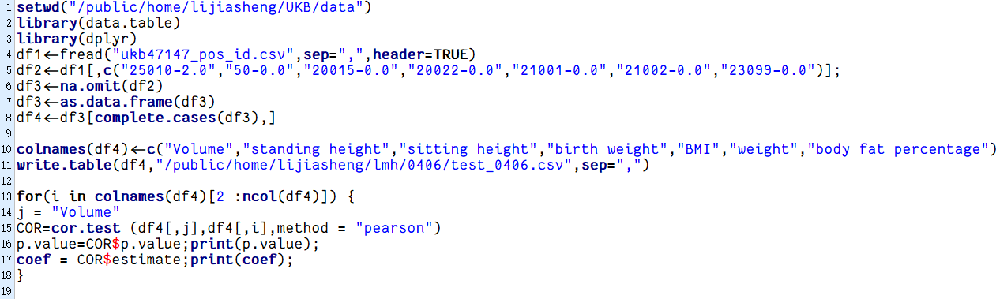 1 setwd("/public/home/lijiasheng/UKB/data")
2 library(data.table)
3 library(dplyr)
4 df1<-fread("ukb47147_pos_id.csv",sep=",",header=TRUE)
5 df2<-df1[,c("25010-2.0","50-0.0","20015-0.0","20022-0.0","21001-0.0","21002-0.0","23099-0.0")];
6 df3<-na.omit(df2)
7 df3<-as.data.frame(df3)
8 df4<-df3[complete.cases(df3),]
9
10 colnames(df4)<-c("Volume","standing height","sitting height","birth weight","BMI","weight","body fat percentage")
11 write.table(df4,"/public/home/lijiasheng/lmh/0406/test_0406.csv",sep=",")
12
13 for(i in colnames(df4)[2 :ncol(df4)]) {
14 j = "Volume"
15 COR=cor.test (df4[,j],df4[,i],method = "pearson")
16 p.value=COR$p.value;print(p.value);
17 coef = COR$estimate;print(coef);
18 }
19